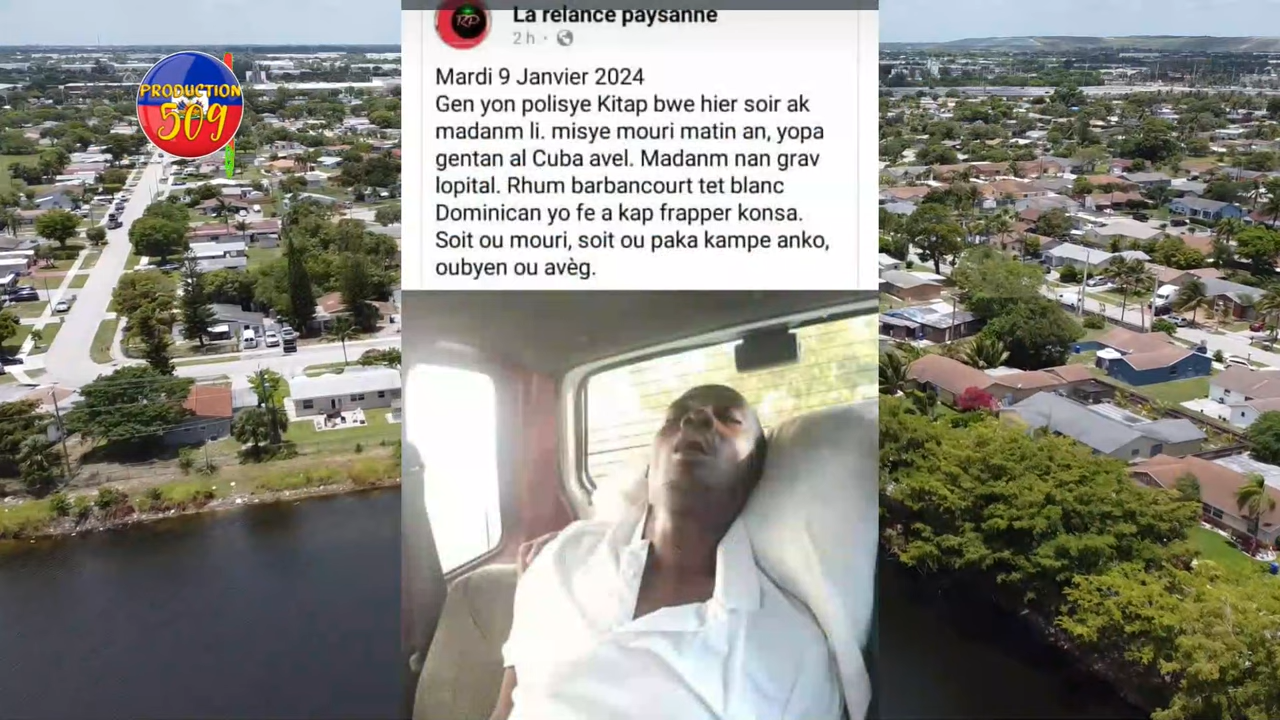 PRODUCTION
509
La relance paysanne
RP
2 h ·
Mardi 9 Janvier 2024
Gen yon polisye Kitap bwe hier soir ak
madanm li. misye mouri matin an, yopa
gentan al Cuba avel. Madanm nan grav
lopital. Rhum barbancourt tet blanc
Dominican yo fe a kap frapper konsa.
Soit ou mouri, soit ou paka kampe anko,
oubyen ou avèg.